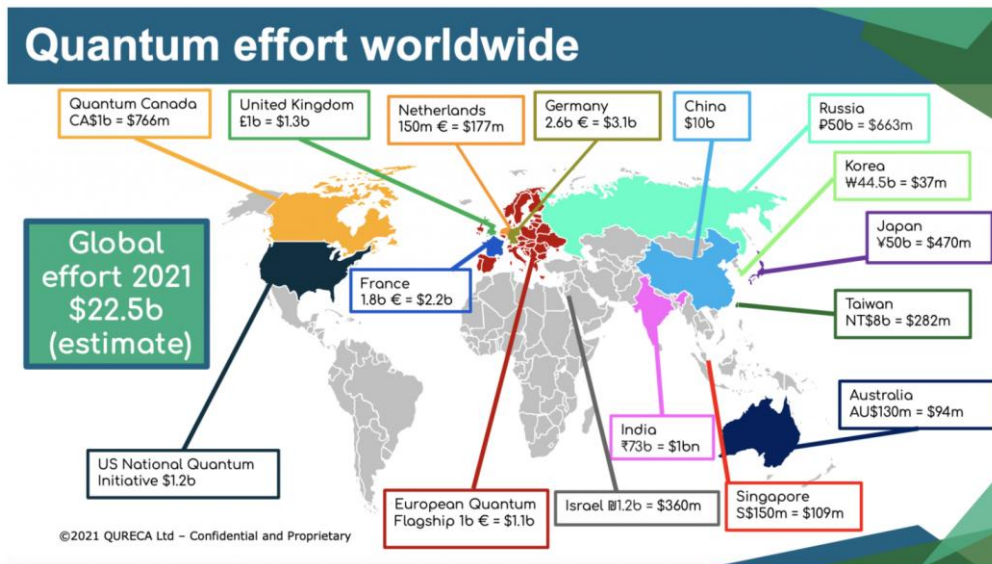 Quantum effort worldwide
Quantum Canada
CA$1b = $766m
United Kingdom
£1b = $1.3b
Netherlands
150m € = $177m
Germany
2.6b € = $3.1b
China
$10b
Russia
₽50b = $663m
Korea
₩44.5b = $37m
Japan
¥50b = $470m
Global
effort 2021
$22.5b
(estimate)
France
1.8b € = $2.2b
Taiwan
NT$8b = $282m
Australia
AU$130m = $94m
India
₹73b = $1bn
US National Quantum
Initiative $1.2b
European Quantum
Flagship 1b € = $1.1b
Israel ₪1.2b = $360m
Singapore
S$150m = $109m
©2021 QURECA Ltd – Confidential and Proprietary